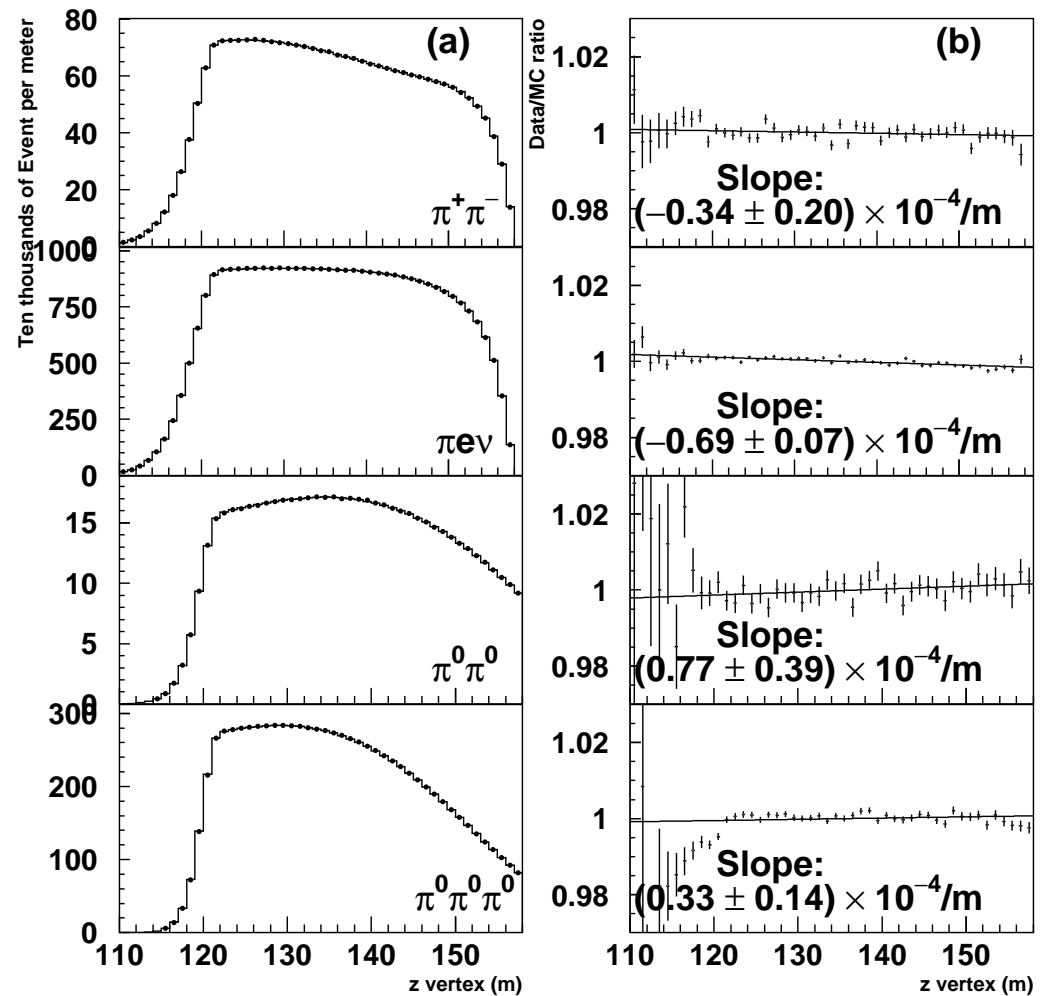 (a)
(b)
Ten thousands of Event per meter
Data/MC ratio
80
60
40
20
0
π⁺π⁻
1000
750
500
250
0
πeν
15
10
5
0
π⁰π⁰
300
200
100
0
π⁰π⁰π⁰
110 120 130 140 150
z vertex (m)
1.02
1
0.98
Slope:
(−0.34 ± 0.20) × 10⁻⁴/m
1.02
1
0.98
Slope:
(−0.69 ± 0.07) × 10⁻⁴/m
1.02
1
0.98
Slope:
(0.77 ± 0.39) × 10⁻⁴/m
1.02
1
0.98
Slope:
(0.33 ± 0.14) × 10⁻⁴/m
110 120 130 140 150
z vertex (m)